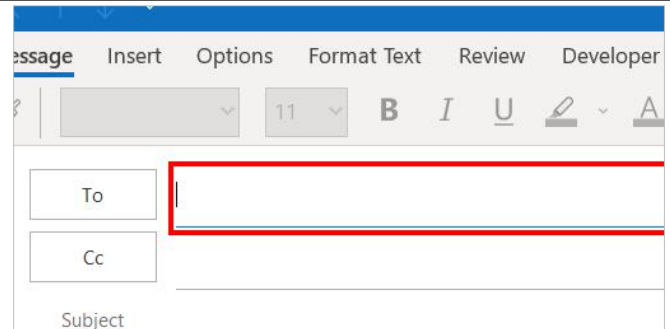 essage Insert Options Format Text Review Developer
11 B I U A
To
Cc
Subject